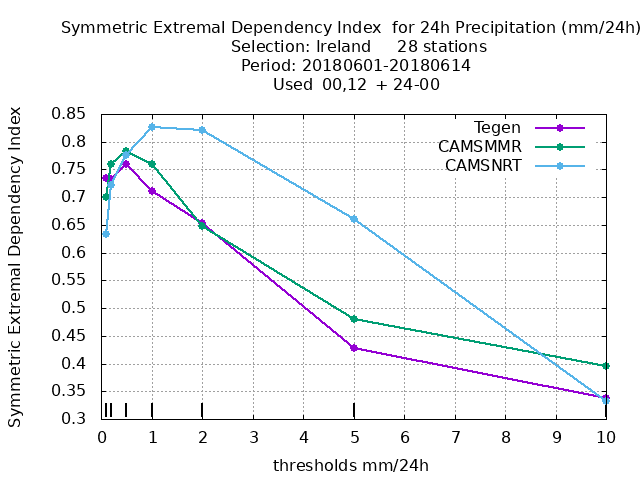 Symmetric Extremal Dependency Index  for 24h Precipitation (mm/24h)
Selection: Ireland     28 stations
Period: 20180601-20180614
Used  00,12  + 24-00
Symmetric Extremal Dependency Index
0.85
0.8
0.75
0.7
0.65
0.6
0.55
0.5
0.45
0.4
0.35
0.3
Tegen
CAMSMMR
CAMSNRT
0 1 2 3 4 5 6 7 8 9 10
thresholds mm/24h